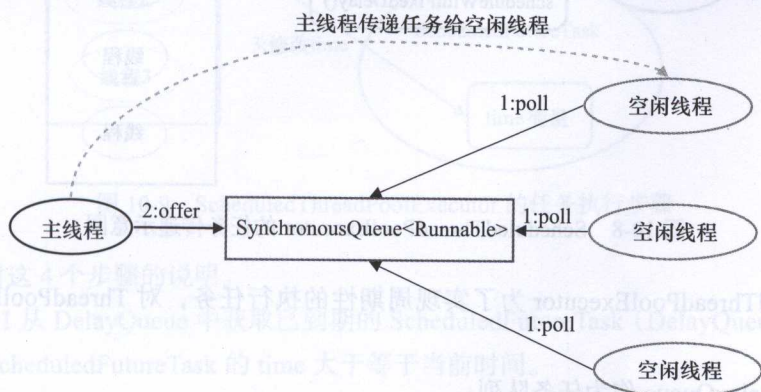 主线程传递任务给空闲线程
1:poll
空闲线程
主线程
2:offer
SynchronousQueue<Runnable>
1:poll
空闲线程
1:poll
空闲线程